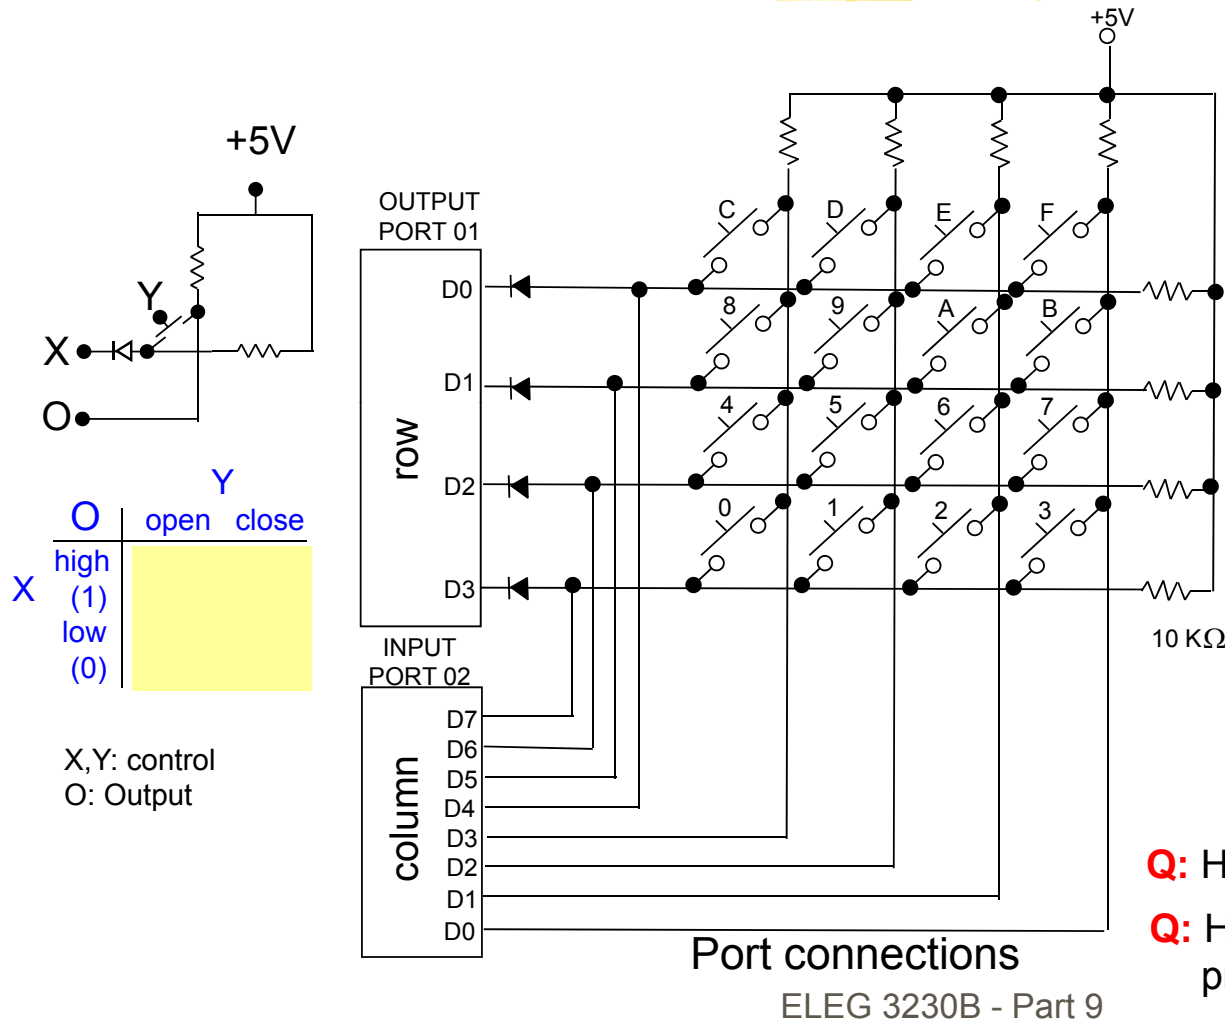 +5V
+5V
OUTPUT
PORT 01
row
D0
D1
D2
D3
C D E F
8 9 A B
4 5 6 7
0 1 2 3
Y
X
O
Y
O open close
high
X (1)
low
(0)
X,Y: control
O: Output
10 KΩ
INPUT
PORT 02
column
D7
D6
D5
D4
D3
D2
D1
D0
Q: H
Q: H
Port connections
ELEG 3230B - Part 9